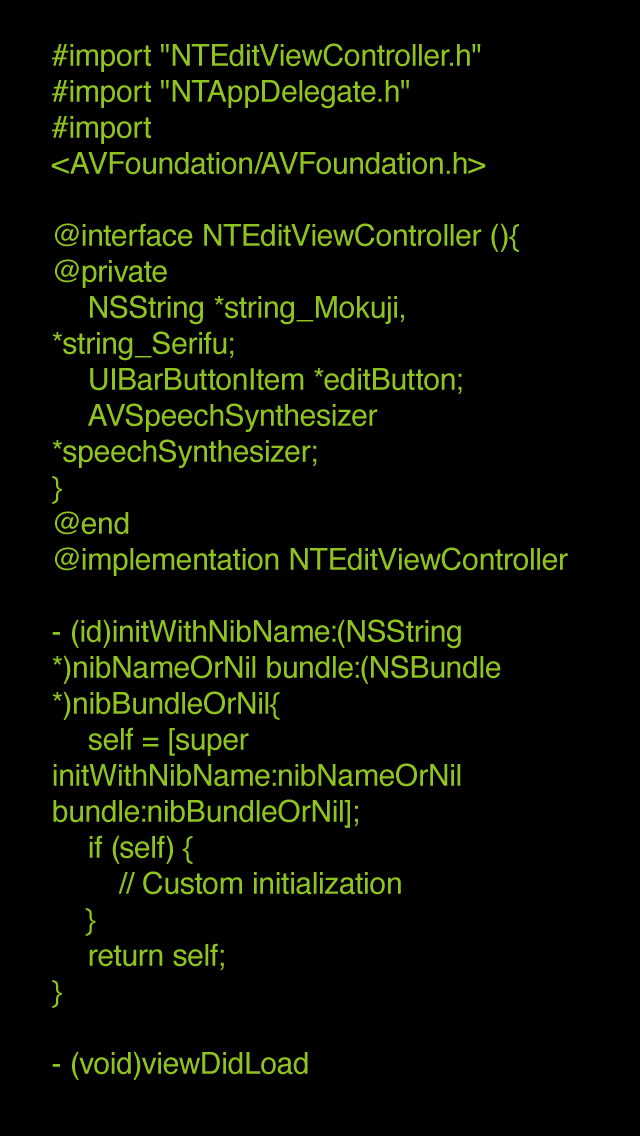 #import "NTEditViewController.h"
#import "NTAppDelegate.h"
#import
<AVFoundation/AVFoundation.h>

@interface NTEditViewController (){
@private
    NSString *string_Mokuji,
*string_Serifu;
    UIBarButtonItem *editButton;
    AVSpeechSynthesizer
*speechSynthesizer;
}
@end
@implementation NTEditViewController

- (id)initWithNibName:(NSString
*)nibNameOrNil bundle:(NSBundle
*)nibBundleOrNil{
    self = [super
initWithNibName:nibNameOrNil
bundle:nibBundleOrNil];
    if (self) {
        // Custom initialization
    }
    return self;
}

- (void)viewDidLoad